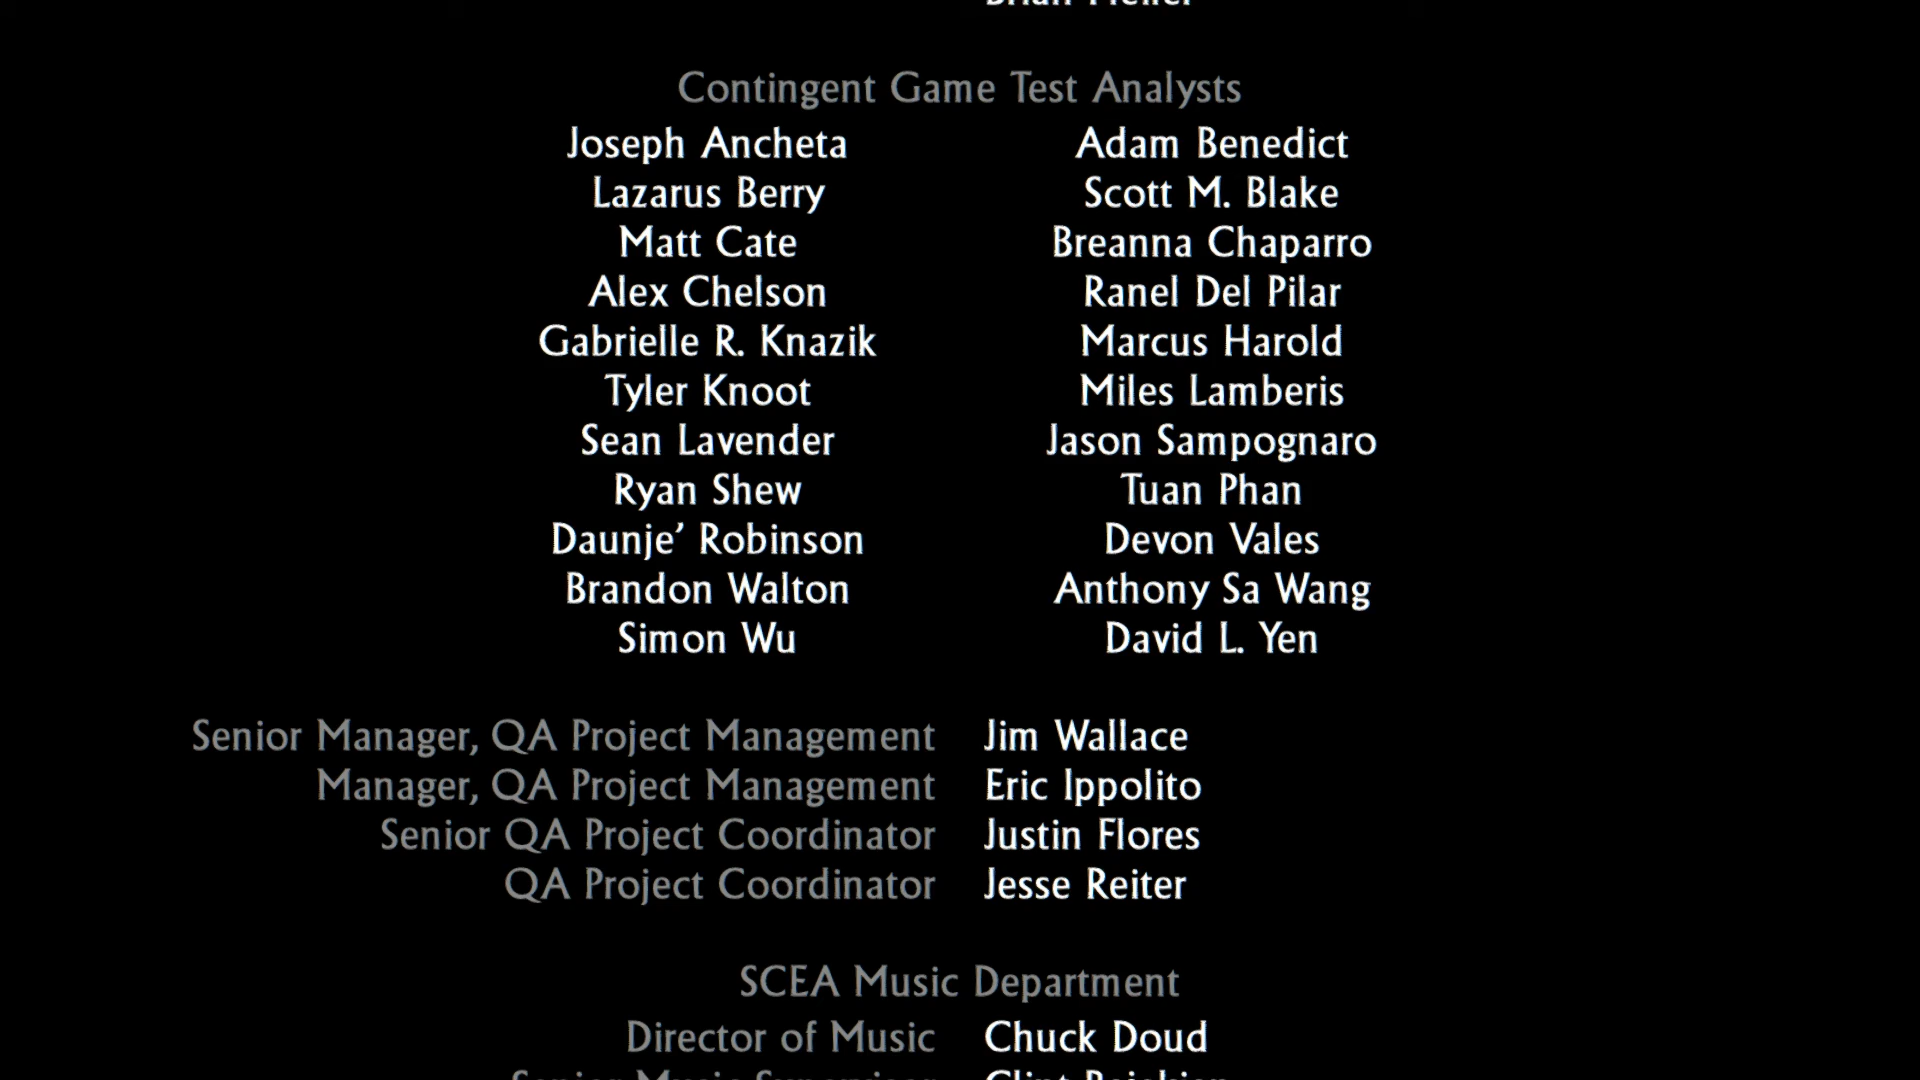 Contingent Game Test Analysts
Joseph Ancheta Adam Benedict
Lazarus Berry Scott M. Blake
Matt Cate Breanna Chaparro
Alex Chelson Ranel Del Pilar
Gabrielle R. Knazik Marcus Harold
Tyler Knoot Miles Lamberis
Sean Lavender Jason Sampognaro
Ryan Shew Tuan Phan
Daunje’ Robinson Devon Vales
Brandon Walton Anthony Sa Wang
Simon Wu David L. Yen
Senior Manager, QA Project Management Jim Wallace
Manager, QA Project Management Eric Ippolito
Senior QA Project Coordinator Justin Flores
QA Project Coordinator Jesse Reiter
SCEA Music Department
Director of Music Chuck Doud
Senior Music Supervisor